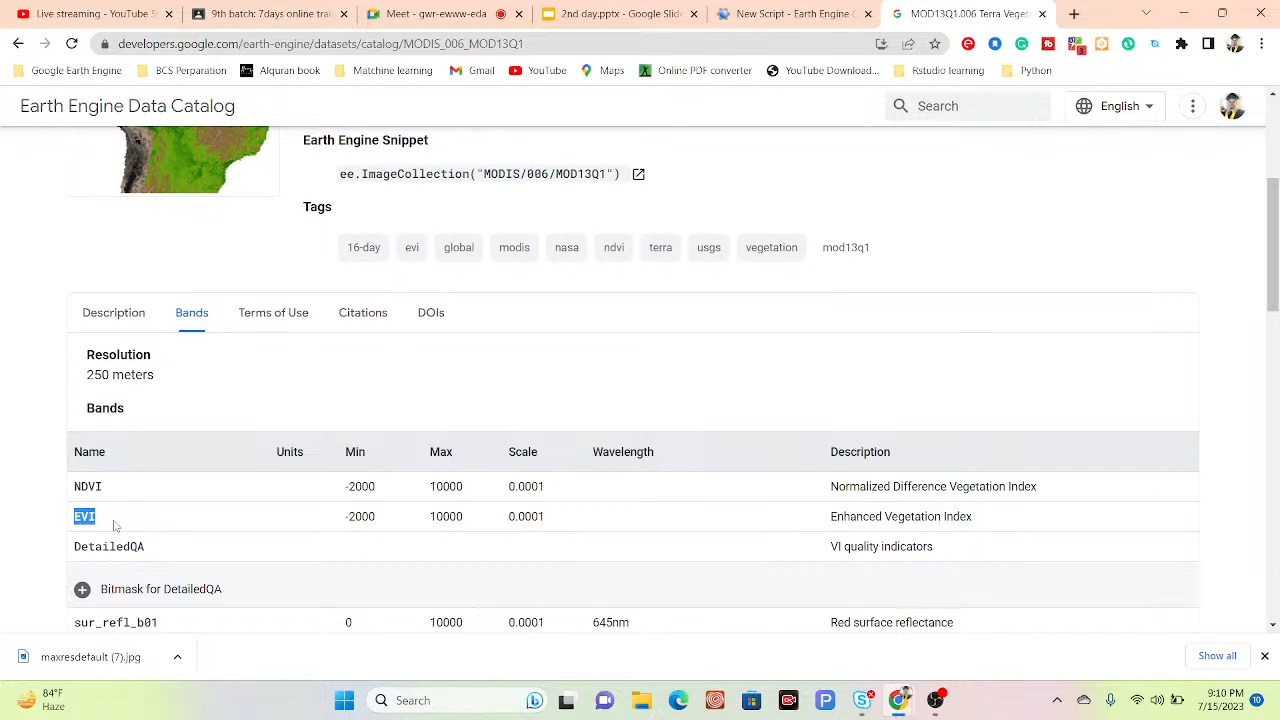 live streaming - YouTube S
9th batch: 7days online train
Meet - gwr-ewww-eda
2nd day.pptx - Google Slide
New Script - Earth Engine C
MOD13Q1.006 Terra Vegeta
developers.google.com/earth-engine/datasets/catalog/MODIS_006_MOD13Q1
3
Google Earth Engine
BCS Peparation
Alquran book
Matchine learning
Gmail
YouTube
Maps
Online PDF converter
YouTube Download...
Rstudio learning
Python
Earth Engine Data Catalog
Search
English
Earth Engine Snippet
ee.ImageCollection("MODIS/006/MOD13Q1")
Tags
16-day evi global modis nasa ndvi terra usgs vegetation mod13q1
Description Bands Terms of Use Citations DOIs
Resolution
250 meters
Bands
Name Units Min Max Scale Wavelength Description
NDVI -2000 10000 0.0001 Normalized Difference Vegetation Index
EVI -2000 10000 0.0001 Enhanced Vegetation Index
DetailedQA VI quality indicators
Bitmask for DetailedQA
sur_refl_b01 0 10000 0.0001 645nm Red surface reflectance
maxresdefault (7).jpg
Show all
84°F
Haze
Search
9:10 PM
7/15/2023
10